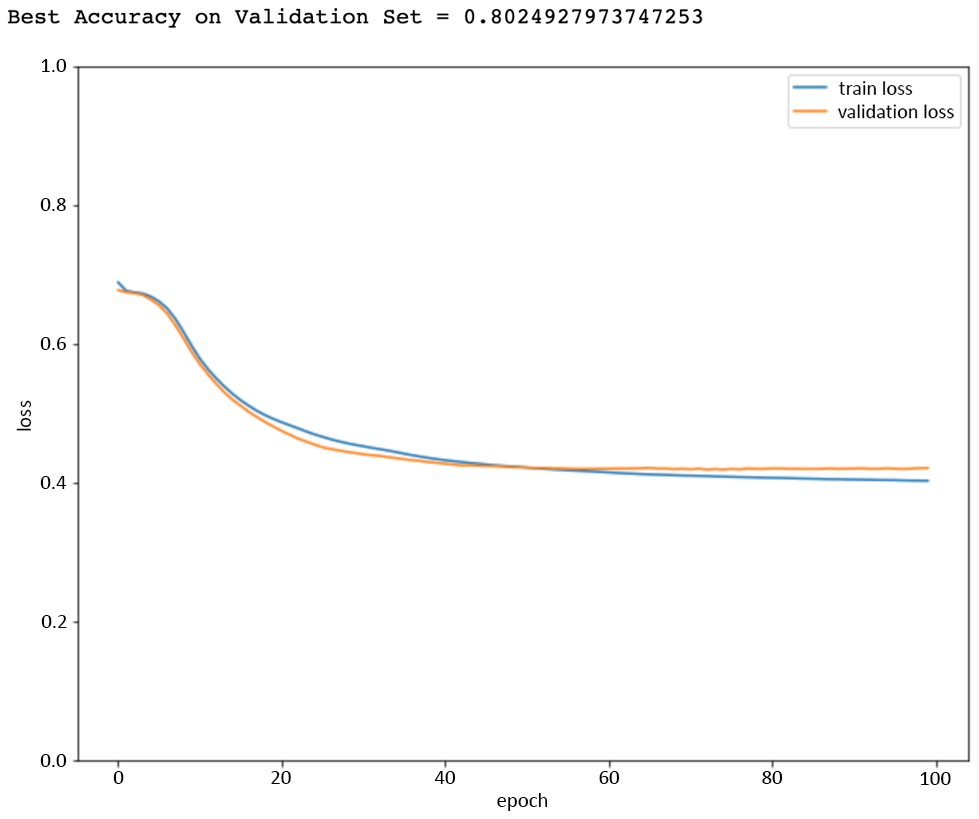 Best Accuracy on Validation Set = 0.8024927973747253
1.0
train loss
validation loss
0.8
0.6
loss
0.4
0.2
0.0
0 20 40 60 80 100
epoch